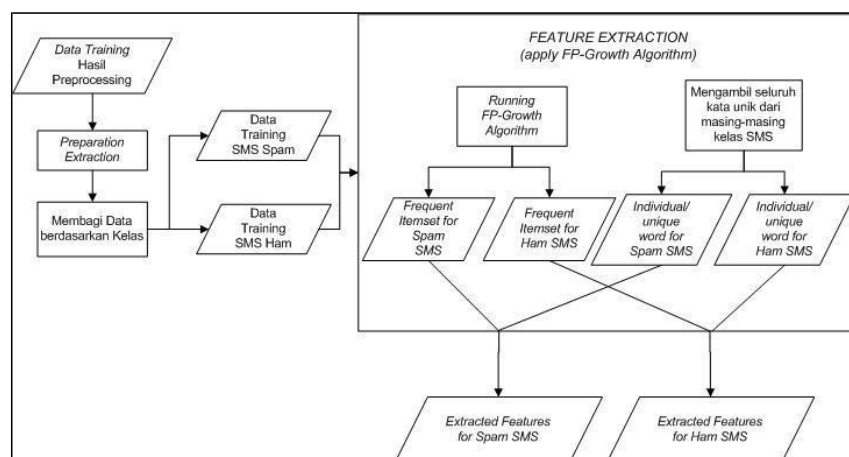 Data Training
Hasil
Preprocessing
Preparation
Extraction
Membagi Data
berdasarkan Kelas
Data
Training
SMS Spam
Data
Training
SMS Ham
FEATURE EXTRACTION
(apply FP-Growth Algorithm)
Running
FP-Growth
Algorithm
Mengambil seluruh
kata unik dari
masing-masing
kelas SMS
Frequent
Itemset for
Spam
SMS
Frequent
Itemset for
Ham SMS
Individual/
unique
word for
Spam SMS
Individual/
unique
word for
Ham SMS
Extracted Features
for Spam SMS
Extracted Features
for Ham SMS